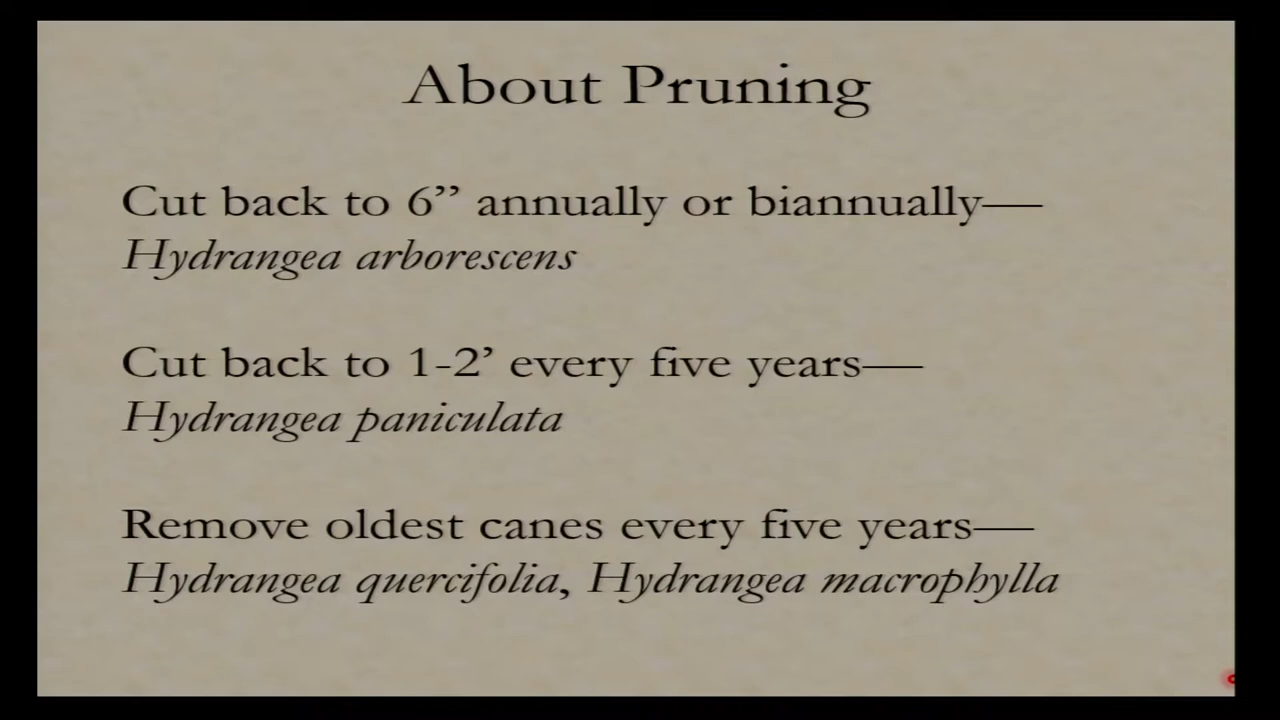 About Pruning
Cut back to 6” annually or biannually—
Hydrangea arborescens
Cut back to 1-2’ every five years—
Hydrangea paniculata
Remove oldest canes every five years—
Hydrangea quercifolia, Hydrangea macrophylla